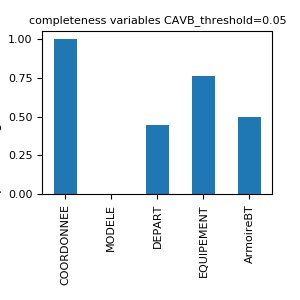 completeness variables CAVB_threshold=0.05
1.00
0.75
0.50
0.25
0.00
COORDONNEE
MODELE
DEPART
EQUIPEMENT
ArmoireBT